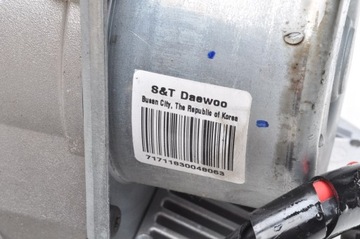 S&T Daewoo
Busan City, The Republic of Korea
71711630048063